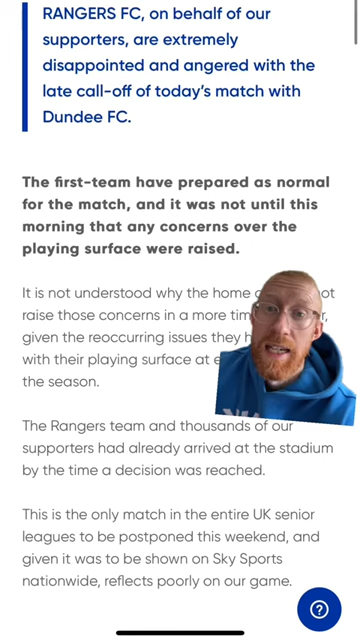 RANGERS FC, on behalf of our
supporters, are extremely
disappointed and angered with the
late call-off of today's match with
Dundee FC.
The first-team have prepared as normal
for the match, and it was not until this
morning that any concerns over the
playing surface were raised.
It is not understood why the home
raise those concerns in a more
given the reoccurring issues they
with their playing surface at
the season.
The Rangers team and thousands of our
supporters had already arrived at the stadium
by the time a decision was reached.
This is the only match in the entire UK senior
leagues to be postponed this weekend, and
given it was to be shown on Sky Sports
nationwide, reflects poorly on our game.